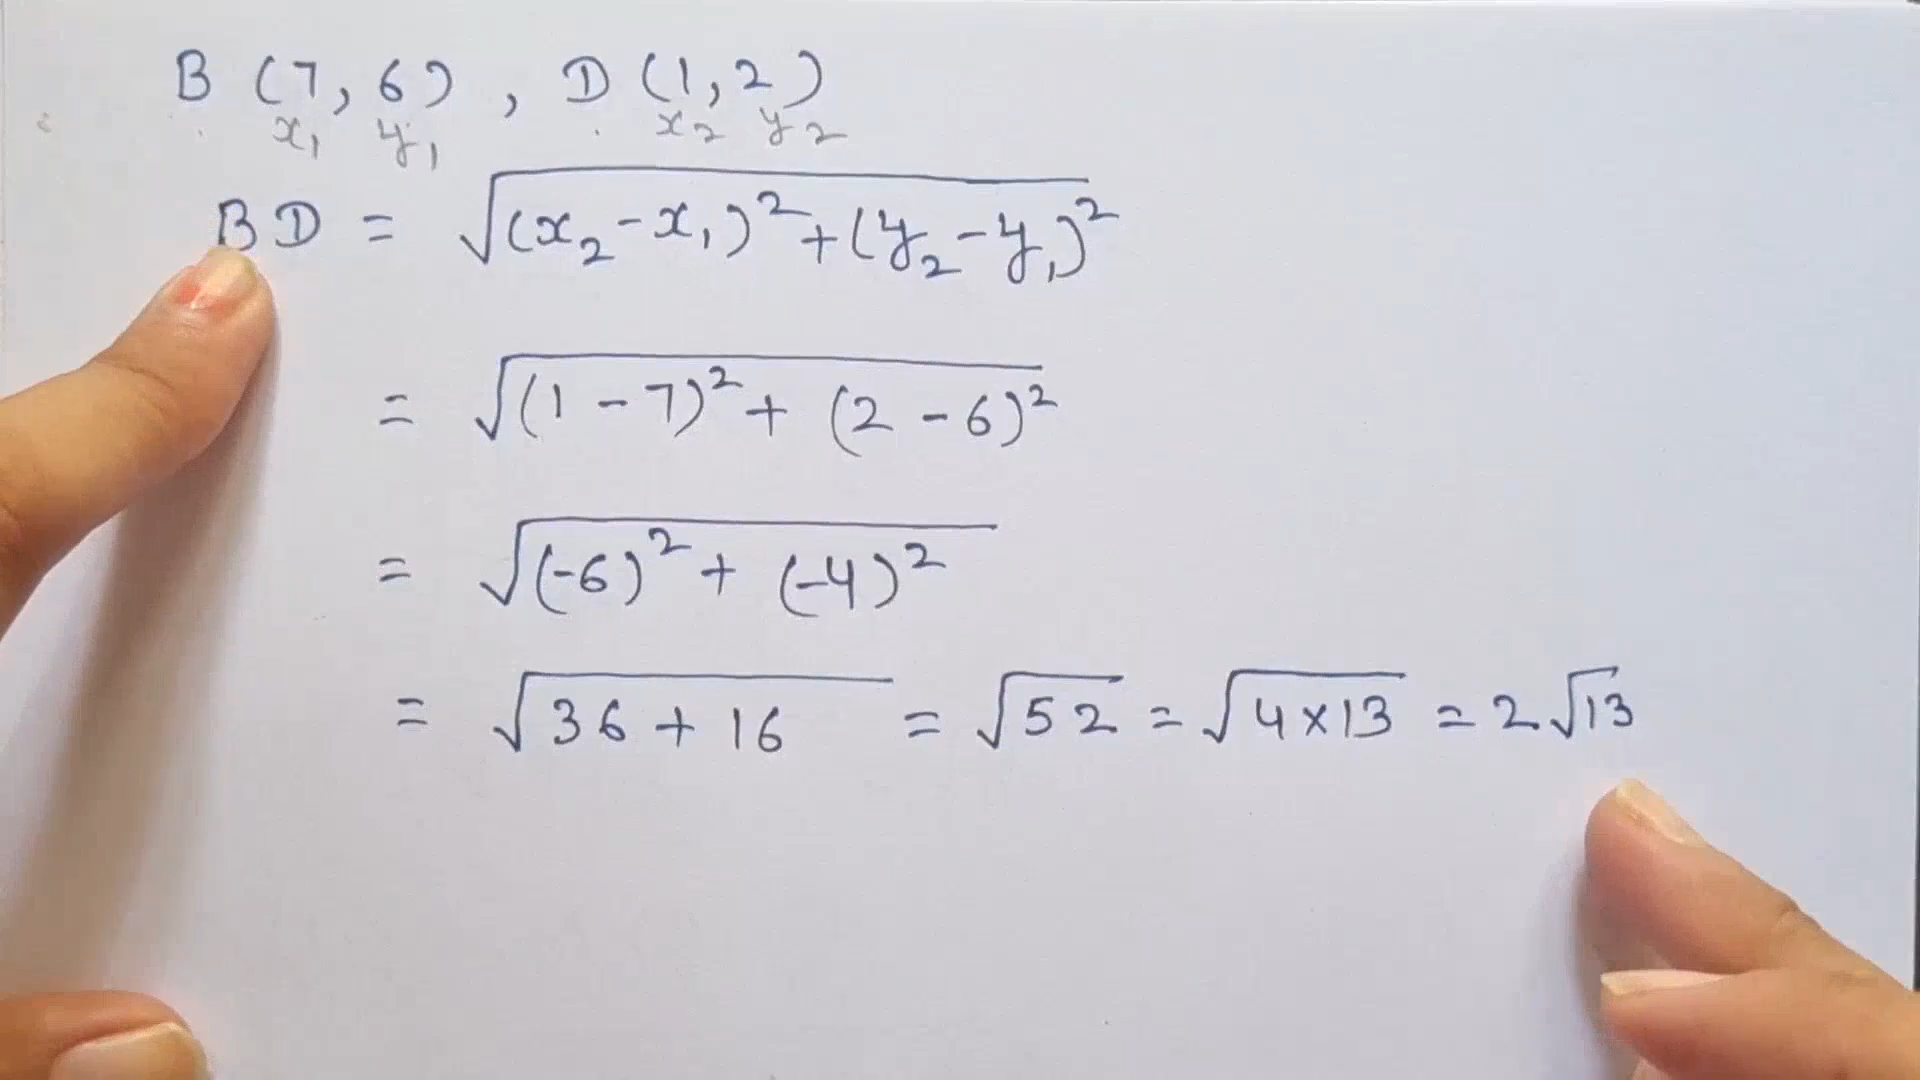 B (7, 6) , D (1, 2)
x₁ y₁ x₂ y₂
BD = √(x₂ - x₁)² + (y₂ - y₁)²
= √(1 - 7)² + (2 - 6)²
= √(-6)² + (-4)²
= √36 + 16 = √52 = √4 × 13 = 2√13